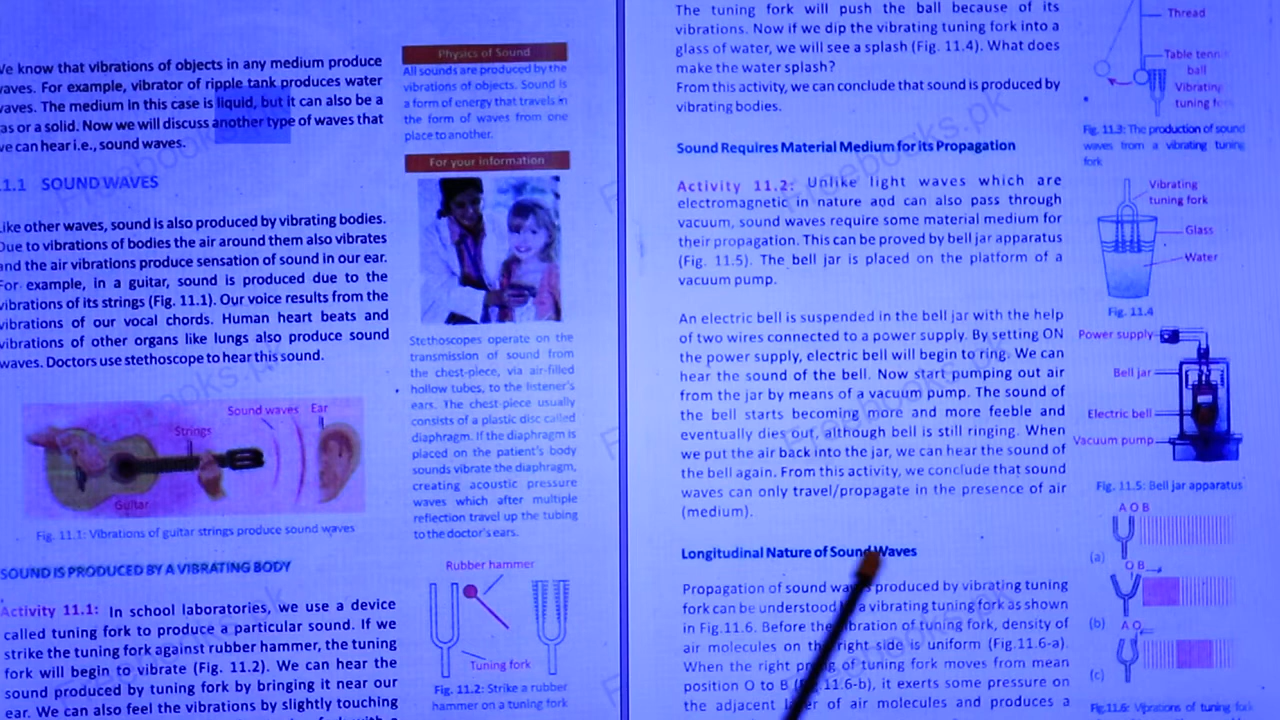 We know that vibrations of objects in any medium produce
waves. For example, vibrator of ripple tank produces water
waves. The medium in this case is liquid, but it can also be a
gas or a solid. Now we will discuss another type of waves that
we can hear i.e., sound waves.
11.1 SOUND WAVES
Like other waves, sound is also produced by vibrating bodies.
Due to vibrations of bodies the air around them also vibrates
and the air vibrations produce sensation of sound in our ear.
For example, in a guitar, sound is produced due to the
vibrations of its strings (Fig. 11.1). Our voice results from the
vibrations of our vocal chords. Human heart beats and
vibrations of other organs like lungs also produce sound
waves. Doctors use stethoscope to hear this sound.
Sound waves
Ear
Strings
Guitar
Fig. 11.1: Vibrations of guitar strings produce sound waves
SOUND IS PRODUCED BY A VIBRATING BODY
Activity 11.1: In school laboratories, we use a device
called tuning fork to produce a particular sound. If we
strike the tuning fork against rubber hammer, the tuning
fork will begin to vibrate (Fig. 11.2). We can hear the
sound produced by tuning fork by bringing it near our
ear. We can also feel the vibrations by slightly touching
Physics of Sound
All sounds are produced by the
vibrations of objects. Sound is
a form of energy that travels in
the form of waves from one
place to another.
For your information
Stethoscopes operate on the
transmission of sound from
the chest-piece, via air-filled
hollow tubes, to the listener's
ears. The chest-piece usually
consists of a plastic disc called
diaphragm. If the diaphragm is
placed on the patient's body
sounds vibrate the diaphragm,
creating acoustic pressure
waves which after multiple
reflection travel up the tubing
to the doctor's ears.
Rubber hammer
Tuning fork
Fig. 11.2: Strike a rubber
hammer on a tuning fork
The tuning fork will push the ball because of its
vibrations. Now if we dip the vibrating tuning fork into a
glass of water, we will see a splash (Fig. 11.4). What does
make the water splash?
From this activity, we can conclude that sound is produced by
vibrating bodies.
Sound Requires Material Medium for its Propagation
Activity 11.2: Unlike light waves which are
electromagnetic in nature and can also pass through
vacuum, sound waves require some material medium for
their propagation. This can be proved by bell jar apparatus
(Fig. 11.5). The bell jar is placed on the platform of a
vacuum pump.
An electric bell is suspended in the bell jar with the help
of two wires connected to a power supply. By setting ON
the power supply, electric bell will begin to ring. We can
hear the sound of the bell. Now start pumping out air
from the jar by means of a vacuum pump. The sound of
the bell starts becoming more and more feeble and
eventually dies out, although bell is still ringing. When
we put the air back into the jar, we can hear the sound of
the bell again. From this activity, we conclude that sound
waves can only travel/propagate in the presence of air
(medium).
Longitudinal Nature of Sound Waves
Propagation of sound waves produced by vibrating tuning
fork can be understood by a vibrating tuning fork as shown
in Fig.11.6. Before the vibration of tuning fork, density of
air molecules on the right side is uniform (Fig.11.6-a).
When the right prong of tuning fork moves from mean
position O to B (Fig.11.6-b), it exerts some pressure on
the adjacent layer of air molecules and produces a
Thread
Table tennis
ball
Vibrating
tuning fork
Fig. 11.3: The production of sound
waves from a vibrating tuning
fork
Vibrating
tuning fork
Glass
Water
Fig. 11.4
Power supply
Bell jar
Electric bell
Vacuum pump
Fig. 11.5: Bell jar apparatus
A O B
(a)
O B
(b)
A O
(c)
Fig.11.6: Vibrations of tuning fork
Freebooks.pk